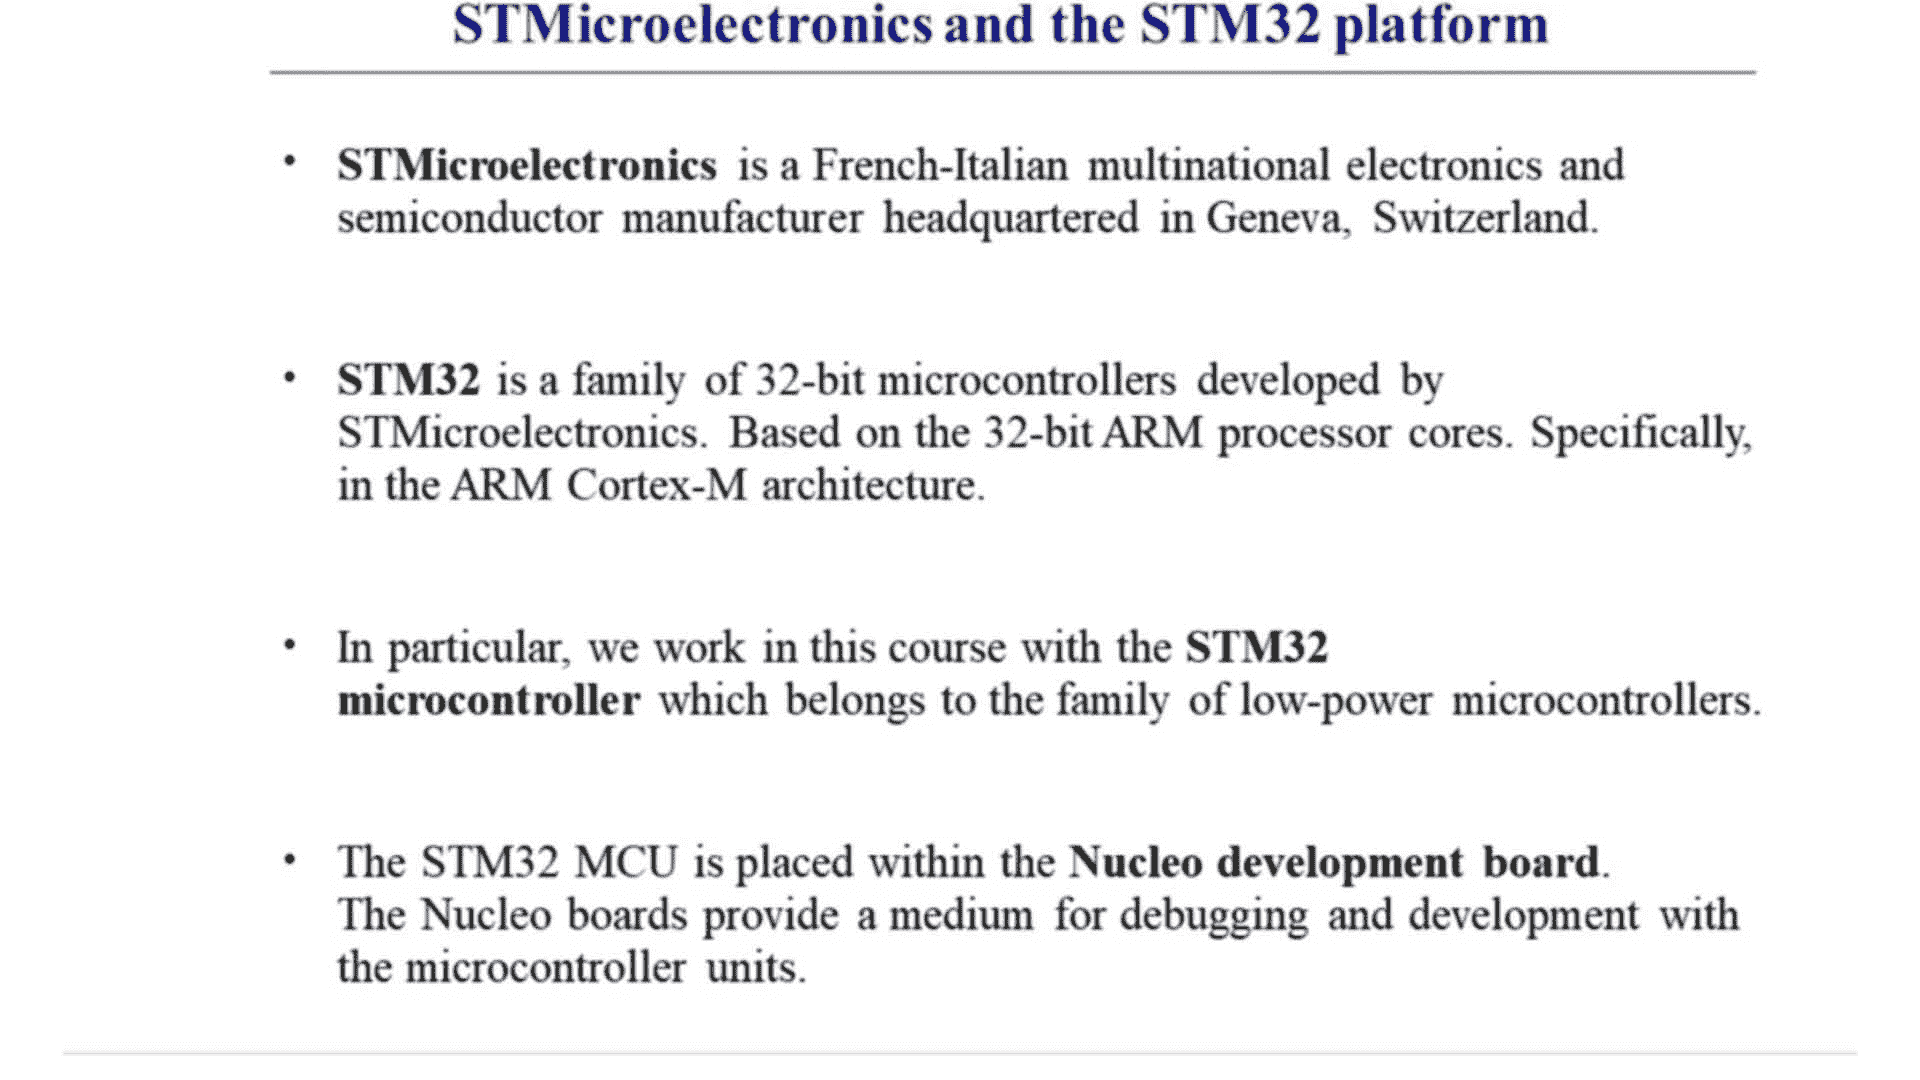 STMicroelectronics and the STM32 platform
• STMicroelectronics is a French-Italian multinational electronics and
semiconductor manufacturer headquartered in Geneva, Switzerland.
• STM32 is a family of 32-bit microcontrollers developed by
STMicroelectronics. Based on the 32-bit ARM processor cores. Specifically,
in the ARM Cortex-M architecture.
• In particular, we work in this course with the STM32
microcontroller which belongs to the family of low-power microcontrollers.
• The STM32 MCU is placed within the Nucleo development board.
The Nucleo boards provide a medium for debugging and development with
the microcontroller units.